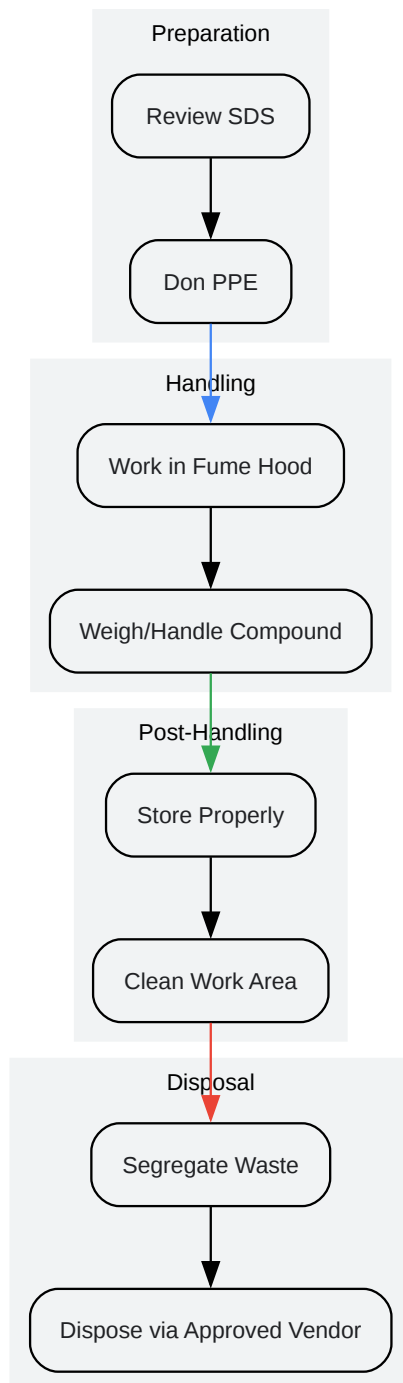 Preparation
Review SDS
Don PPE
Handling
Work in Fume Hood
Weigh/Handle Compound
Post-Handling
Store Properly
Clean Work Area
Disposal
Segregate Waste
Dispose via Approved Vendor